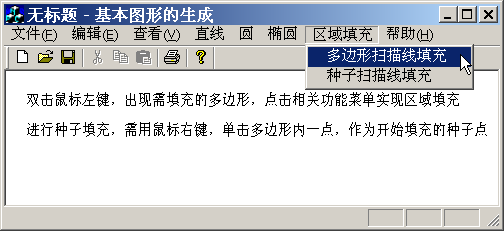 无标题 - 基本图形的生成
文件(F) 编辑(E) 查看(V) 直线 圆 椭圆 区域填充 帮助(H)
多边形扫描线填充
种子扫描线填充
双击鼠标左键，出现需填充的多边形，点击相关功能菜单实现区域填充
进行种子填充，需用鼠标右键，单击多边形内一点，作为开始填充的种子点